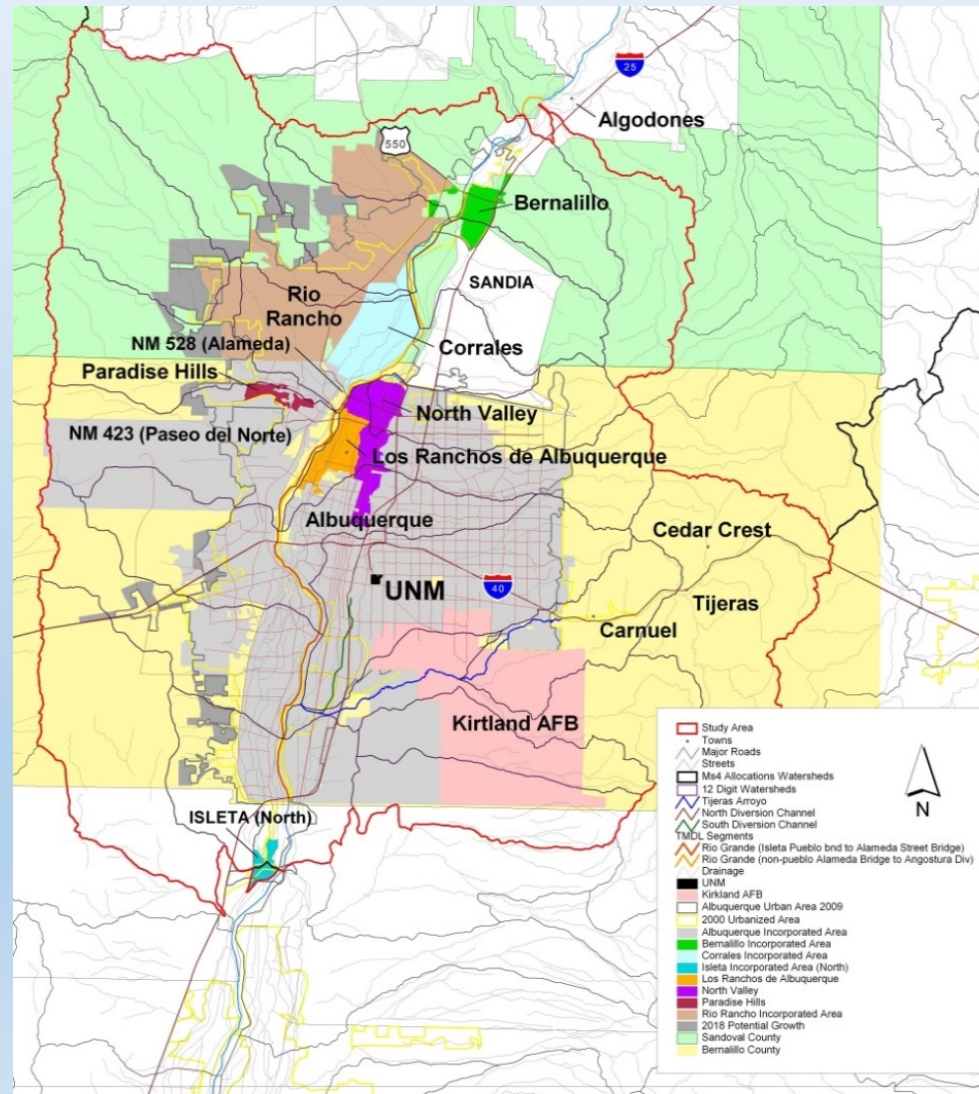 25
Algodones
550
Bernalillo
SANDIA
Rio
Rancho
NM 528 (Alameda)
Corrales
Paradise Hills
North Valley
NM 423 (Paseo del Norte)
Los Ranchos de Albuquerque
Albuquerque
Cedar Crest
UNM
40
Tijeras
Carnuel
Kirtland AFB
ISLETA (North)
Study Area
Towns
Major Roads
Streets
Ms4 Allocations Watersheds
12 Digit Watersheds
Tijeras Arroyo
North Diversion Channel
South Diversion Channel
TMDL Segments
Rio Grande (Isleta Pueblo bnd to Alameda Street Bridge)
Rio Grande (non-pueblo Alameda Bridge to Angostura Div)
Drainage
UNM
Kirkland AFB
Albuquerque Urban Area 2009
2000 Urbanized Area
Albuquerque Incorporated Area
Bernalillo Incorporated Area
Corrales Incorporated Area
Isleta Incorporated Area (North)
Los Ranchos de Albuquerque
North Valley
Paradise Hills
Rio Rancho Incorporated Area
2018 Potential Growth
Sandoval County
Bernalillo County
N